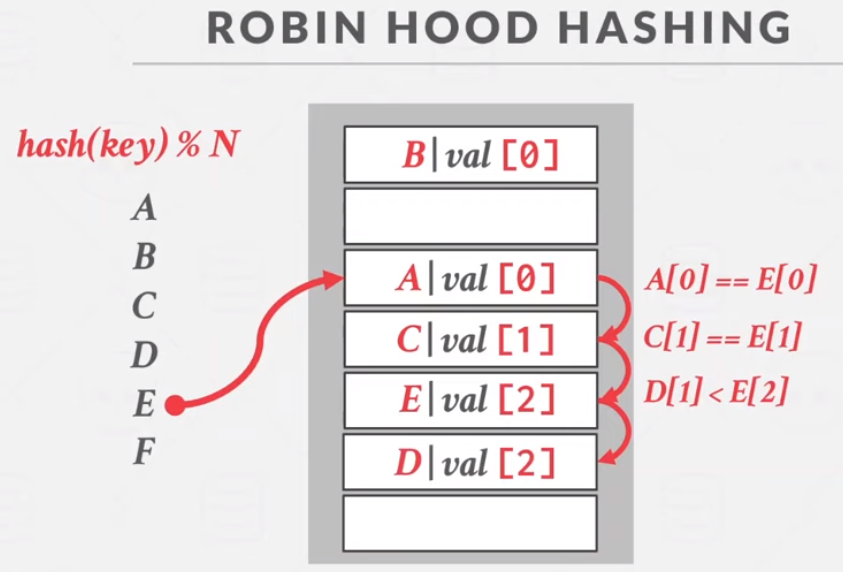 ROBIN HOOD HASHING
hash(key) % N
A
B
C
D
E
F
B|val [0]
A|val [0]
C|val [1]
E|val [2]
D|val [2]
A[0] == E[0]
C[1] == E[1]
D[1] < E[2]